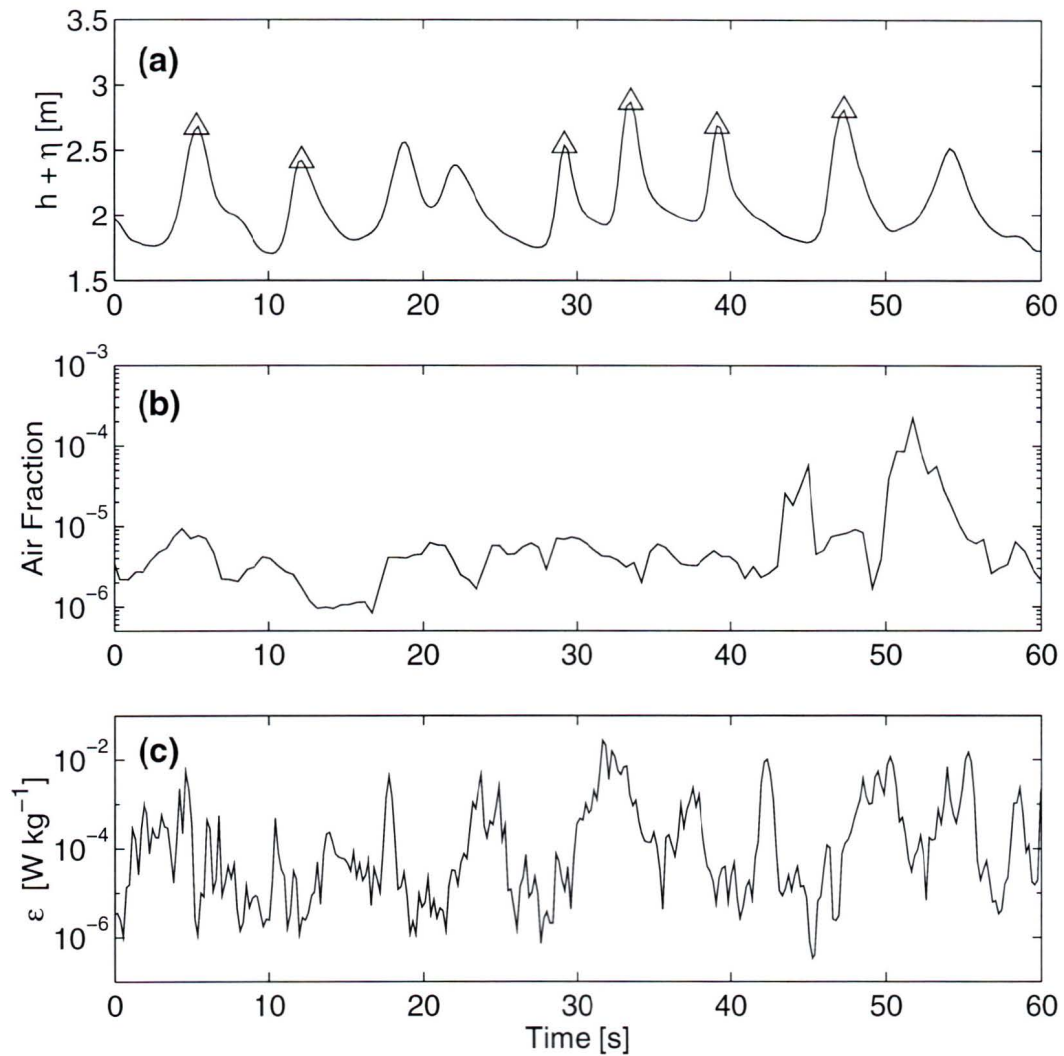 (a)
h + η [m]
3.5
3
2.5
2
1.5
0 10 20 30 40 50 60
(b)
Air Fraction
10⁻³
10⁻⁴
10⁻⁵
10⁻⁶
0 10 20 30 40 50 60
(c)
ε [W kg⁻¹]
10⁻²
10⁻⁴
10⁻⁶
0 10 20 30 40 50 60
Time [s]